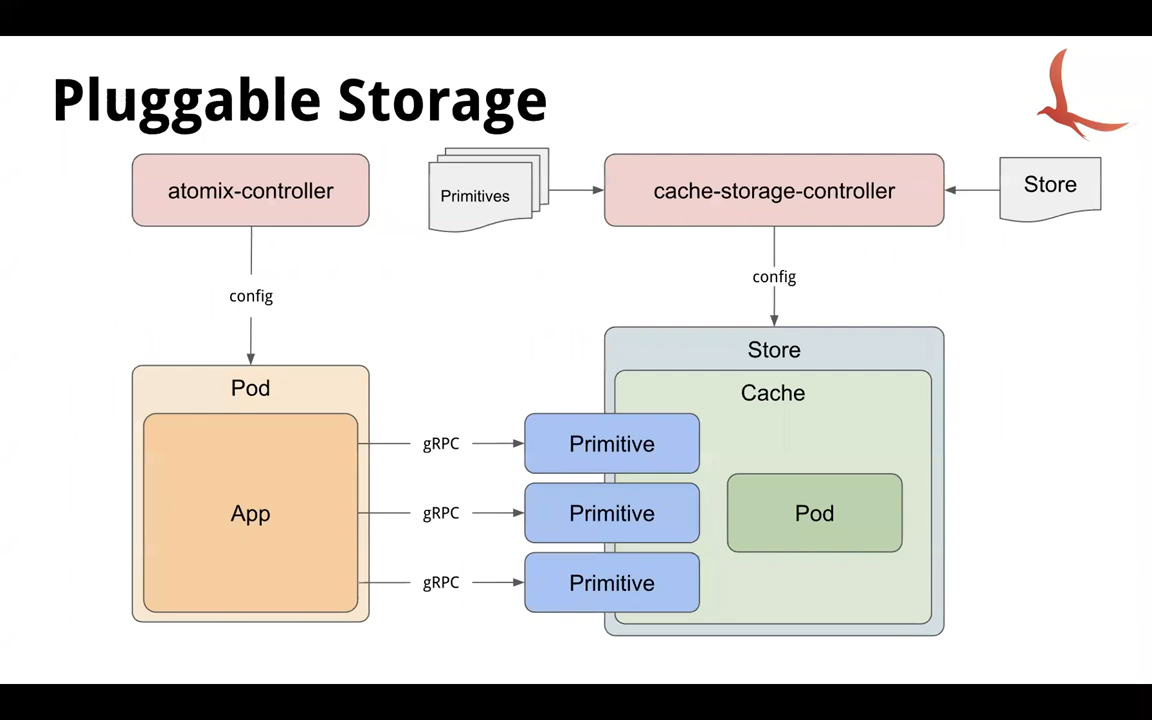 Pluggable Storage
atomix-controller
Primitives
cache-storage-controller
Store
config
config
Pod
App
gRPC
gRPC
gRPC
Store
Cache
Primitive
Primitive
Primitive
Pod